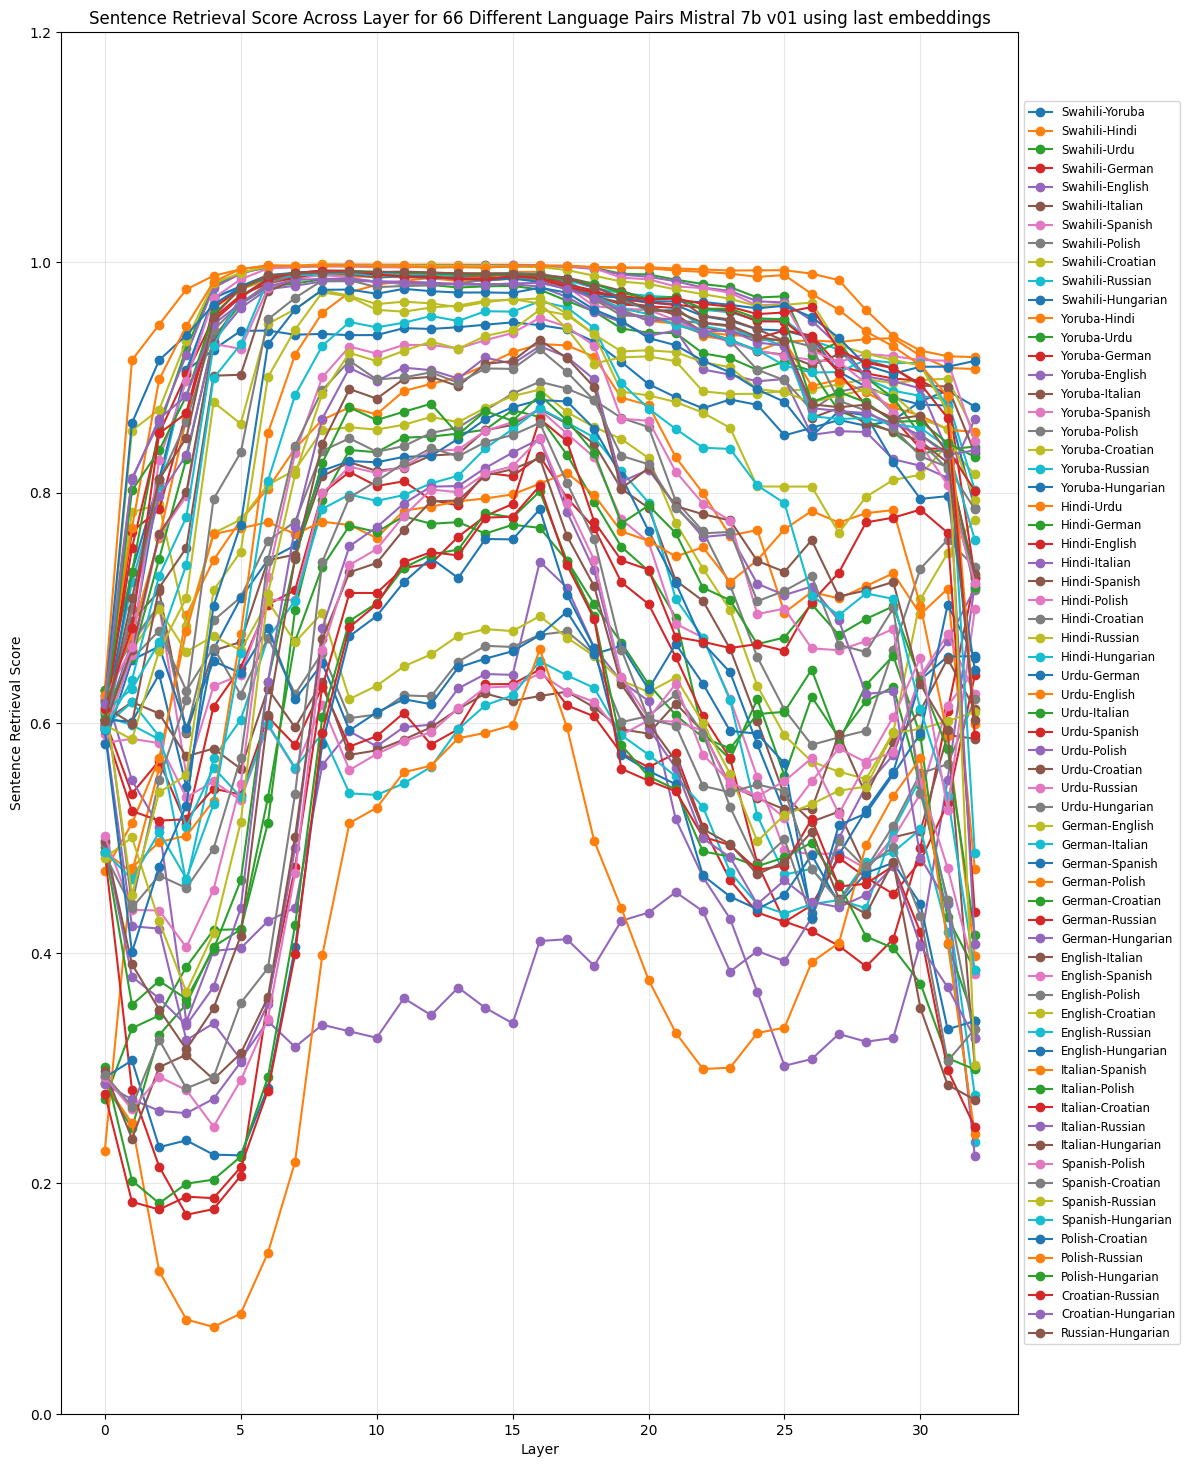 Sentence Retrieval Score Across Layer for 66 Different Language Pairs Mistral 7b v01 using last embeddings
1.2
1.0
0.8
0.6
0.4
0.2
0.0
Sentence Retrieval Score
0 5 10 15 20 25 30
Layer
Swahili-Yoruba
Swahili-Hindi
Swahili-Urdu
Swahili-German
Swahili-English
Swahili-Italian
Swahili-Spanish
Swahili-Polish
Swahili-Croatian
Swahili-Russian
Swahili-Hungarian
Yoruba-Hindi
Yoruba-Urdu
Yoruba-German
Yoruba-English
Yoruba-Italian
Yoruba-Spanish
Yoruba-Polish
Yoruba-Croatian
Yoruba-Russian
Yoruba-Hungarian
Hindi-Urdu
Hindi-German
Hindi-English
Hindi-Italian
Hindi-Spanish
Hindi-Polish
Hindi-Croatian
Hindi-Russian
Hindi-Hungarian
Urdu-German
Urdu-English
Urdu-Italian
Urdu-Spanish
Urdu-Polish
Urdu-Croatian
Urdu-Russian
Urdu-Hungarian
German-English
German-Italian
German-Spanish
German-Polish
German-Croatian
German-Russian
German-Hungarian
English-Italian
English-Spanish
English-Polish
English-Croatian
English-Russian
English-Hungarian
Italian-Spanish
Italian-Polish
Italian-Croatian
Italian-Russian
Italian-Hungarian
Spanish-Polish
Spanish-Croatian
Spanish-Russian
Spanish-Hungarian
Polish-Croatian
Polish-Russian
Polish-Hungarian
Croatian-Russian
Croatian-Hungarian
Russian-Hungarian